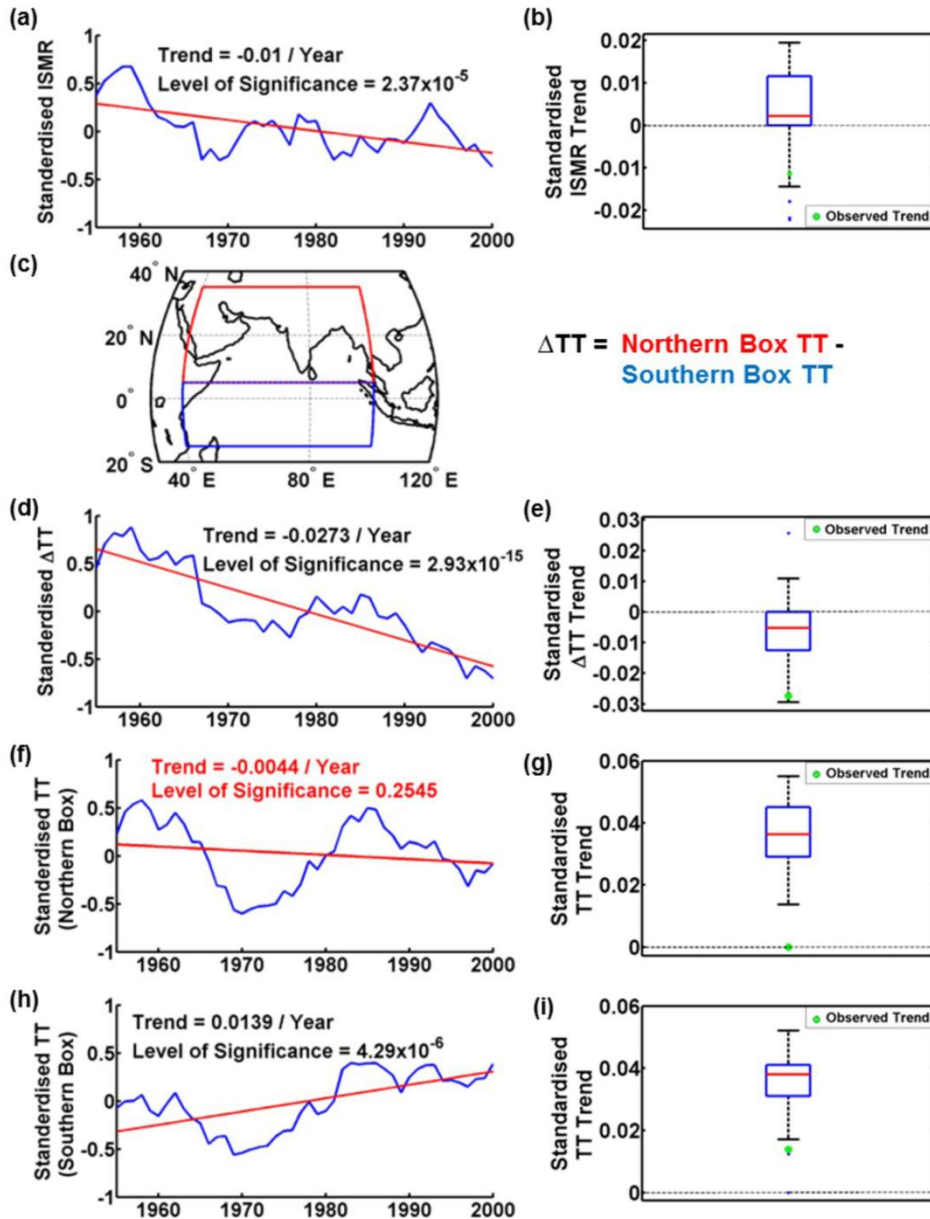 (a)
Standerdised ISMR
1
0.5
0
-0.5
-1
Trend = -0.01 / Year
Level of Significance = 2.37x10-5
1960 1970 1980 1990 2000
(b)
Standardised
ISMR Trend
0.02
0.01
0
-0.01
-0.02
Observed Trend
(c)
40° N
20° N
0°
20° S
40° E 80° E 120° E
ΔTT = Northern Box TT -
Southern Box TT
(d)
Standerdised ΔTT
1
0.5
0
-0.5
-1
Trend = -0.0273 / Year
Level of Significance = 2.93x10-15
1960 1970 1980 1990 2000
(e)
Standardised
ΔTT Trend
0.03
0.02
0.01
0
-0.01
-0.02
-0.03
Observed Trend
(f)
Standerdised TT
(Northern Box)
1
0.5
0
-0.5
-1
Trend = -0.0044 / Year
Level of Significance = 0.2545
1960 1970 1980 1990 2000
(g)
Standardised
TT Trend
0.06
0.04
0.02
0
Observed Trend
(h)
Standerdised TT
(Southern Box)
1
0.5
0
-0.5
-1
Trend = 0.0139 / Year
Level of Significance = 4.29x10-6
1960 1970 1980 1990 2000
(i)
Standardised
TT Trend
0.06
0.04
0.02
0
Observed Trend